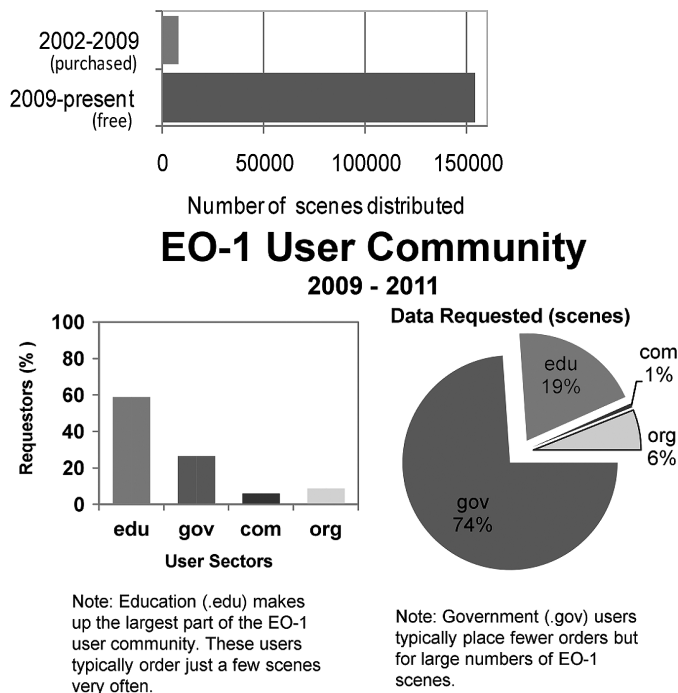 2002-2009
(purchased)
2009-present
(free)
0 50000 100000 150000
Number of scenes distributed
EO-1 User Community
2009 - 2011
Data Requested (scenes)
100
80
60
40
20
0
Requestors (% )
edu gov com org
User Sectors
edu
19%
com
1%
org
6%
gov
74%
Note: Education (.edu) makes
up the largest part of the EO-1
user community. These users
typically order just a few scenes
very often.
Note: Government (.gov) users
typically place fewer orders but
for large numbers of EO-1
scenes.